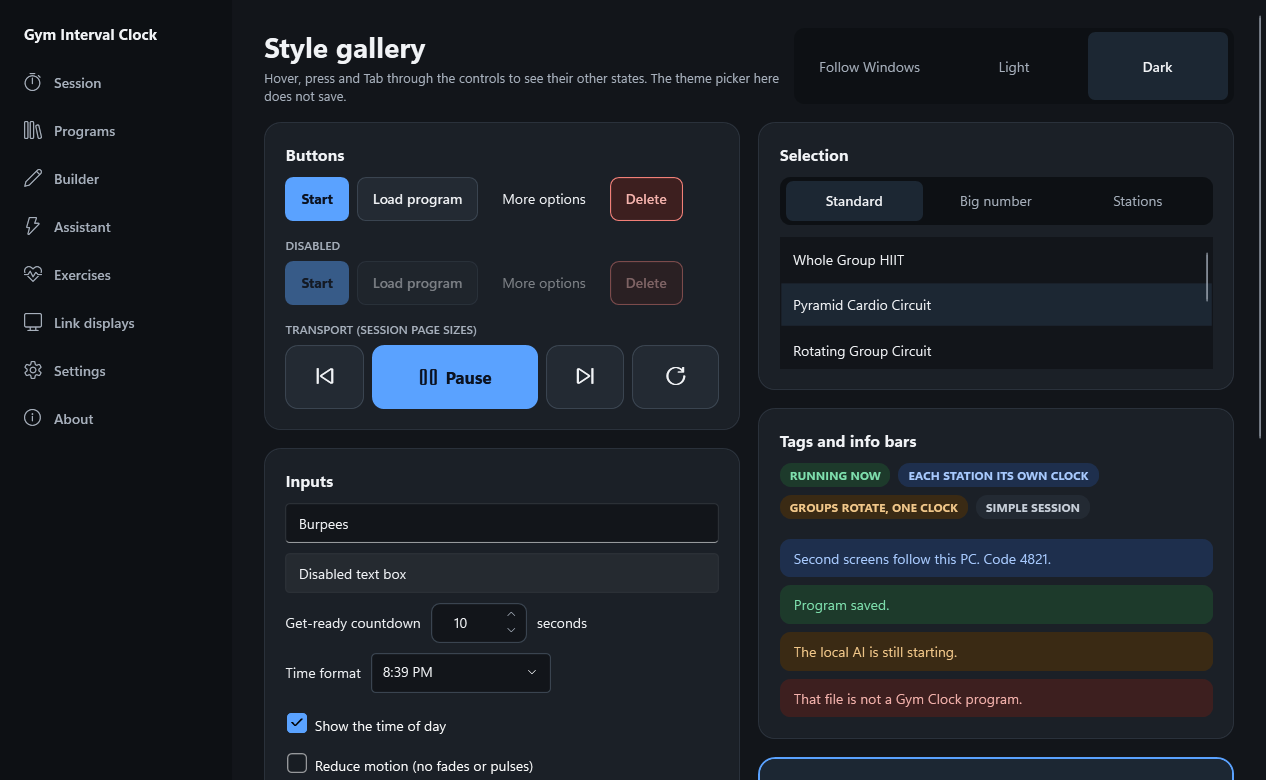 Gym Interval Clock
Session
Programs
Builder
Assistant
Exercises
Link displays
Settings
About
Style gallery
Hover, press and Tab through the controls to see their other states. The theme picker here
does not save.
Follow Windows
Light
Dark
Buttons
Start
Load program
More options
Delete
DISABLED
Start
Load program
More options
Delete
TRANSPORT (SESSION PAGE SIZES)
Pause
Inputs
Burpees
Disabled text box
Get-ready countdown 10 seconds
Time format 8:39 PM
Show the time of day
Reduce motion (no fades or pulses)
Selection
Standard
Big number
Stations
Whole Group HIIT
Pyramid Cardio Circuit
Rotating Group Circuit
Tags and info bars
RUNNING NOW
EACH STATION ITS OWN CLOCK
GROUPS ROTATE, ONE CLOCK
SIMPLE SESSION
Second screens follow this PC. Code 4821.
Program saved.
The local AI is still starting.
That file is not a Gym Clock program.